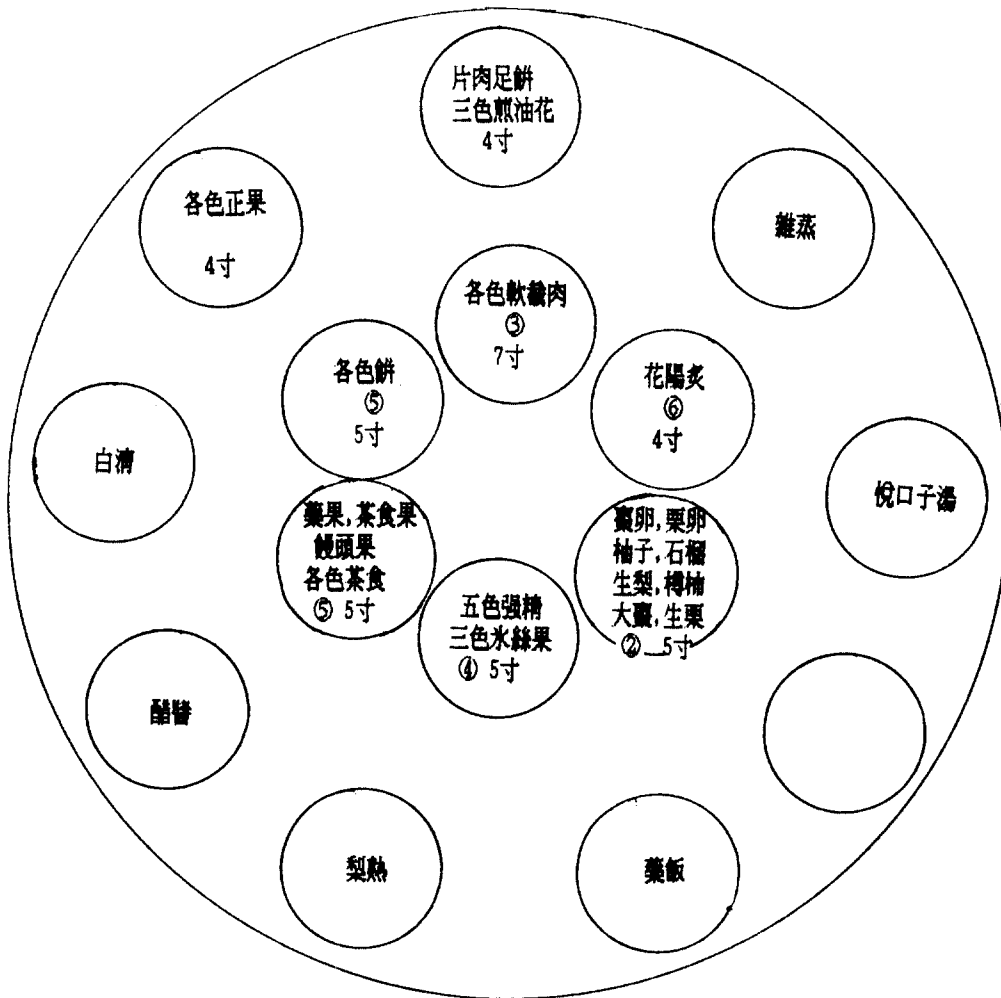 片肉足餠
三色煎油花
4寸
各色正果
4寸
雜蒸
各色軟鷄肉
③
7寸
各色餠
⑤
5寸
花陽炙
⑥
4寸
白淸
悅口子湯
藥果, 茶食果
饅頭果
各色茶食
⑤ 5寸
棗卵, 栗卵
柚子, 石榴
生梨, 樽柿
大棗, 生栗
② 5寸
五色强精
三色氷絲果
④ 5寸
醋醬
梨熟
藥飯